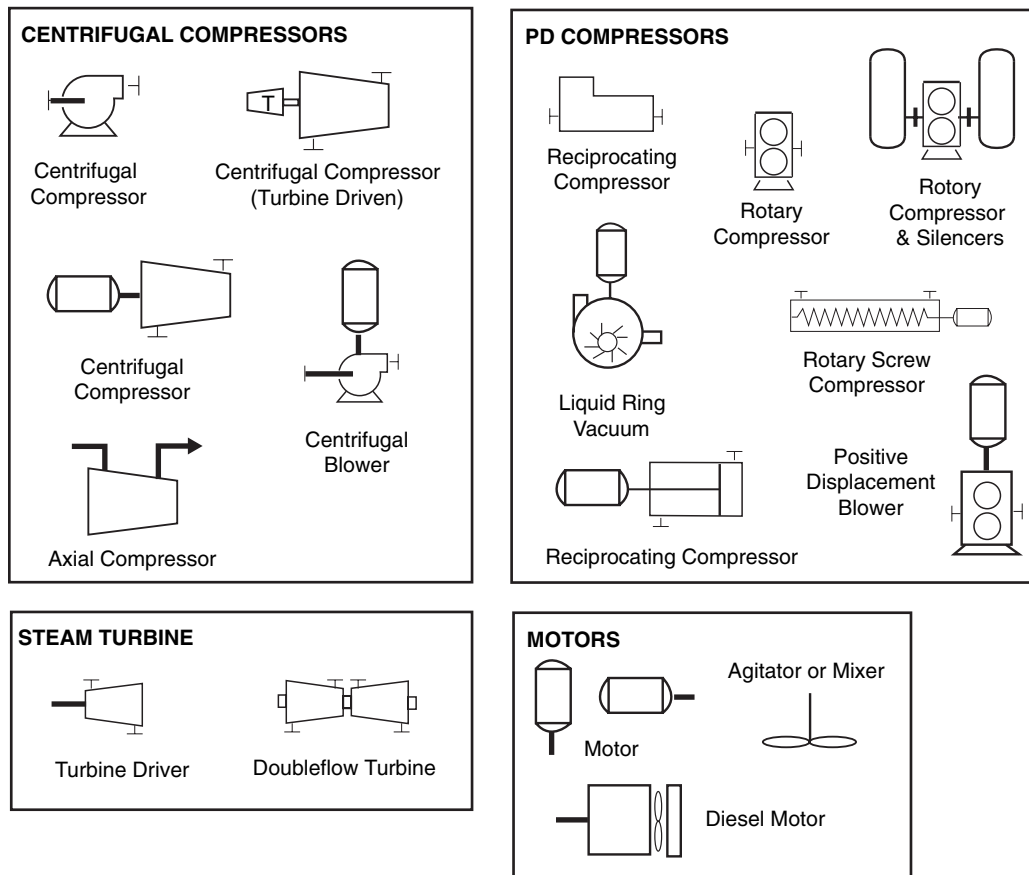 CENTRIFUGAL COMPRESSORS
T
Centrifugal
Compressor
Centrifugal Compressor
(Turbine Driven)
Centrifugal
Compressor
Centrifugal
Blower
Axial Compressor
PD COMPRESSORS
Reciprocating
Compressor
Rotary
Compressor
Rotory
Compressor
& Silencers
Liquid Ring
Vacuum
Rotary Screw
Compressor
Positive
Displacement
Blower
Reciprocating Compressor
STEAM TURBINE
Turbine Driver
Doubleflow Turbine
MOTORS
Agitator or Mixer
Motor
Diesel Motor